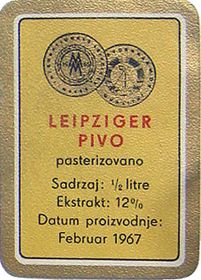 LEIPZIGER
PIVO
pasterizovano
Sadrzaj: ½ litre
Ekstrakt: 12%
Datum proizvodnje:
Februar 1967